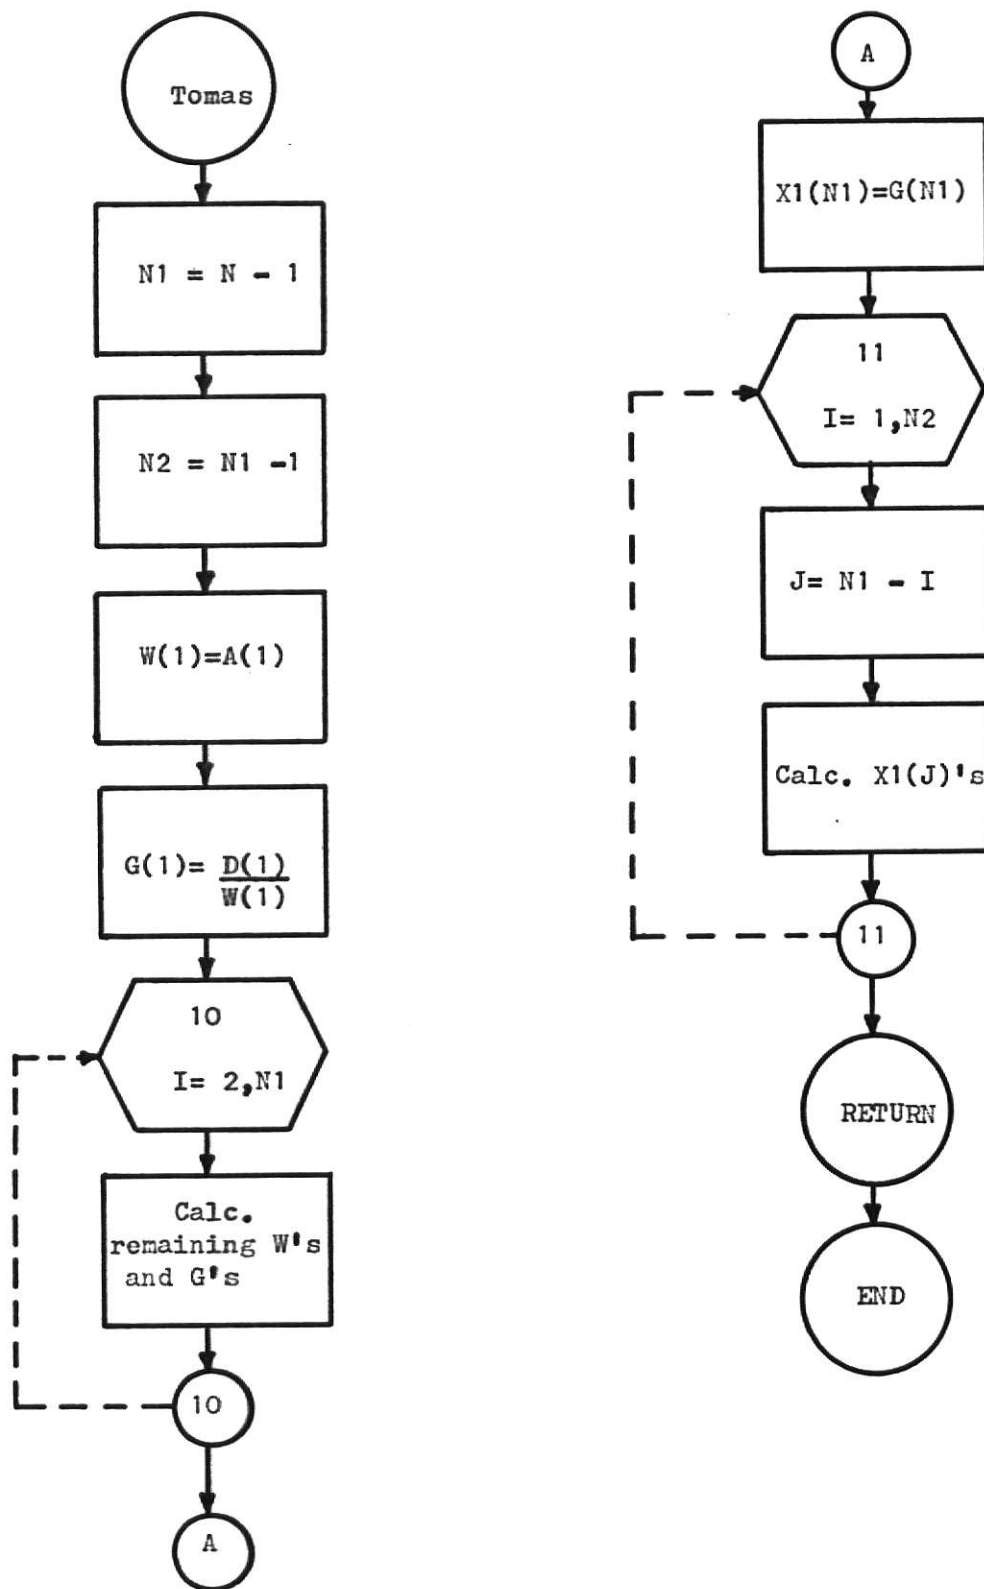 Tomas
N1 = N - 1
N2 = N1 -1
W(1)=A(1)
G(1)= D(1)
W(1)
10
I= 2,N1
Calc.
remaining W's
and G's
10
A
A
X1(N1)=G(N1)
11
I= 1,N2
J= N1 - I
Calc. X1(J)'s
11
RETURN
END